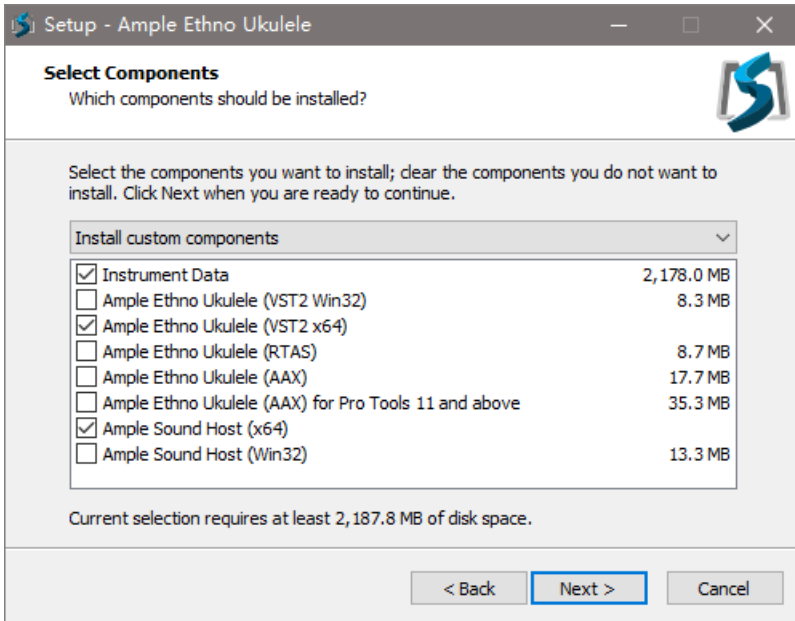 Setup - Ample Ethno Ukulele
Select Components
Which components should be installed?
Select the components you want to install; clear the components you do not want to
install. Click Next when you are ready to continue.
Install custom components
Instrument Data 2,178.0 MB
Ample Ethno Ukulele (VST2 Win32) 8.3 MB
Ample Ethno Ukulele (VST2 x64)
Ample Ethno Ukulele (RTAS) 8.7 MB
Ample Ethno Ukulele (AAX) 17.7 MB
Ample Ethno Ukulele (AAX) for Pro Tools 11 and above 35.3 MB
Ample Sound Host (x64)
Ample Sound Host (Win32) 13.3 MB
Current selection requires at least 2,187.8 MB of disk space.
< Back Next > Cancel